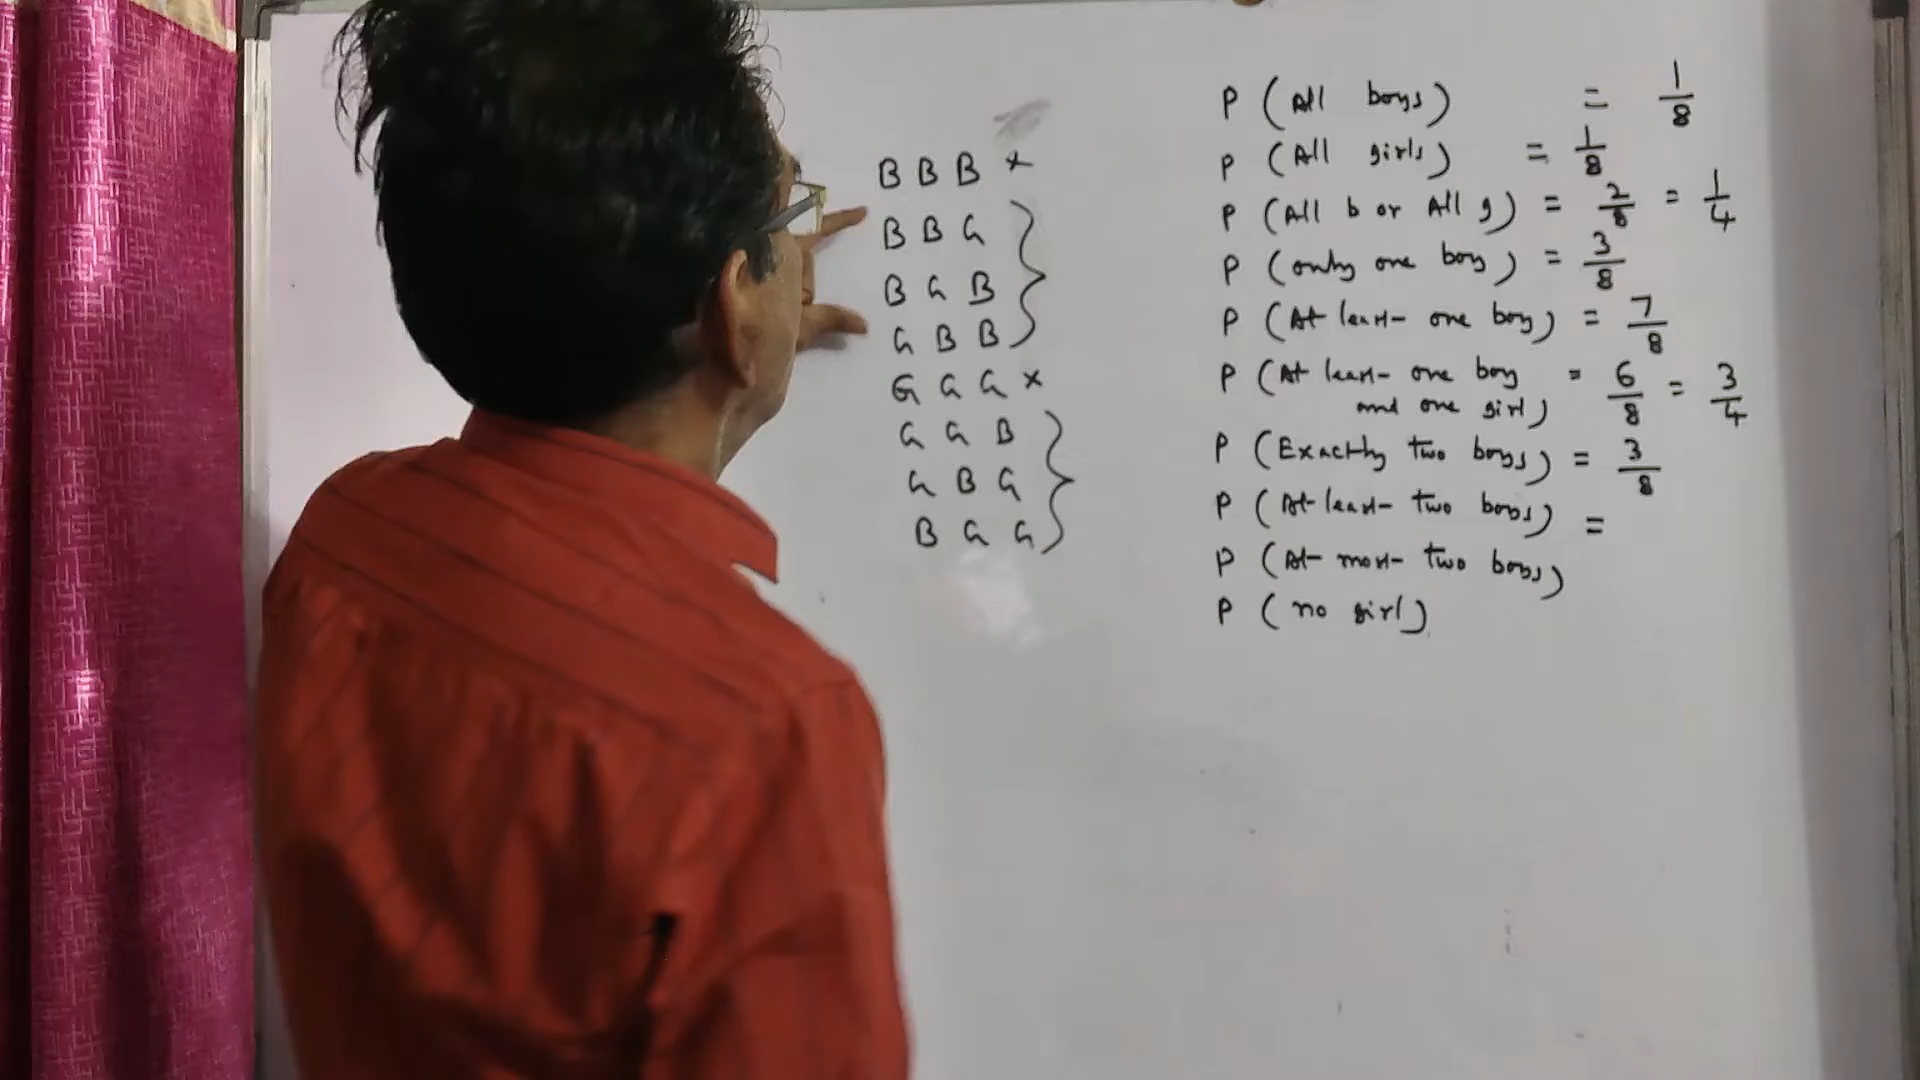 B B B x
B B G
B G B
G B B
G G G x
G G B
G B G
B G G
P (All boys) = 1/8
P (All girls) = 1/8
P (All b or All g) = 2/8 = 1/4
P (only one boy) = 3/8
P (At least one boy) = 7/8
P (At least one boy and one girl) = 6/8 = 3/4
P (Exactly two boys) = 3/8
P (At least two boys) =
P (At most two boys)
P (no girl)